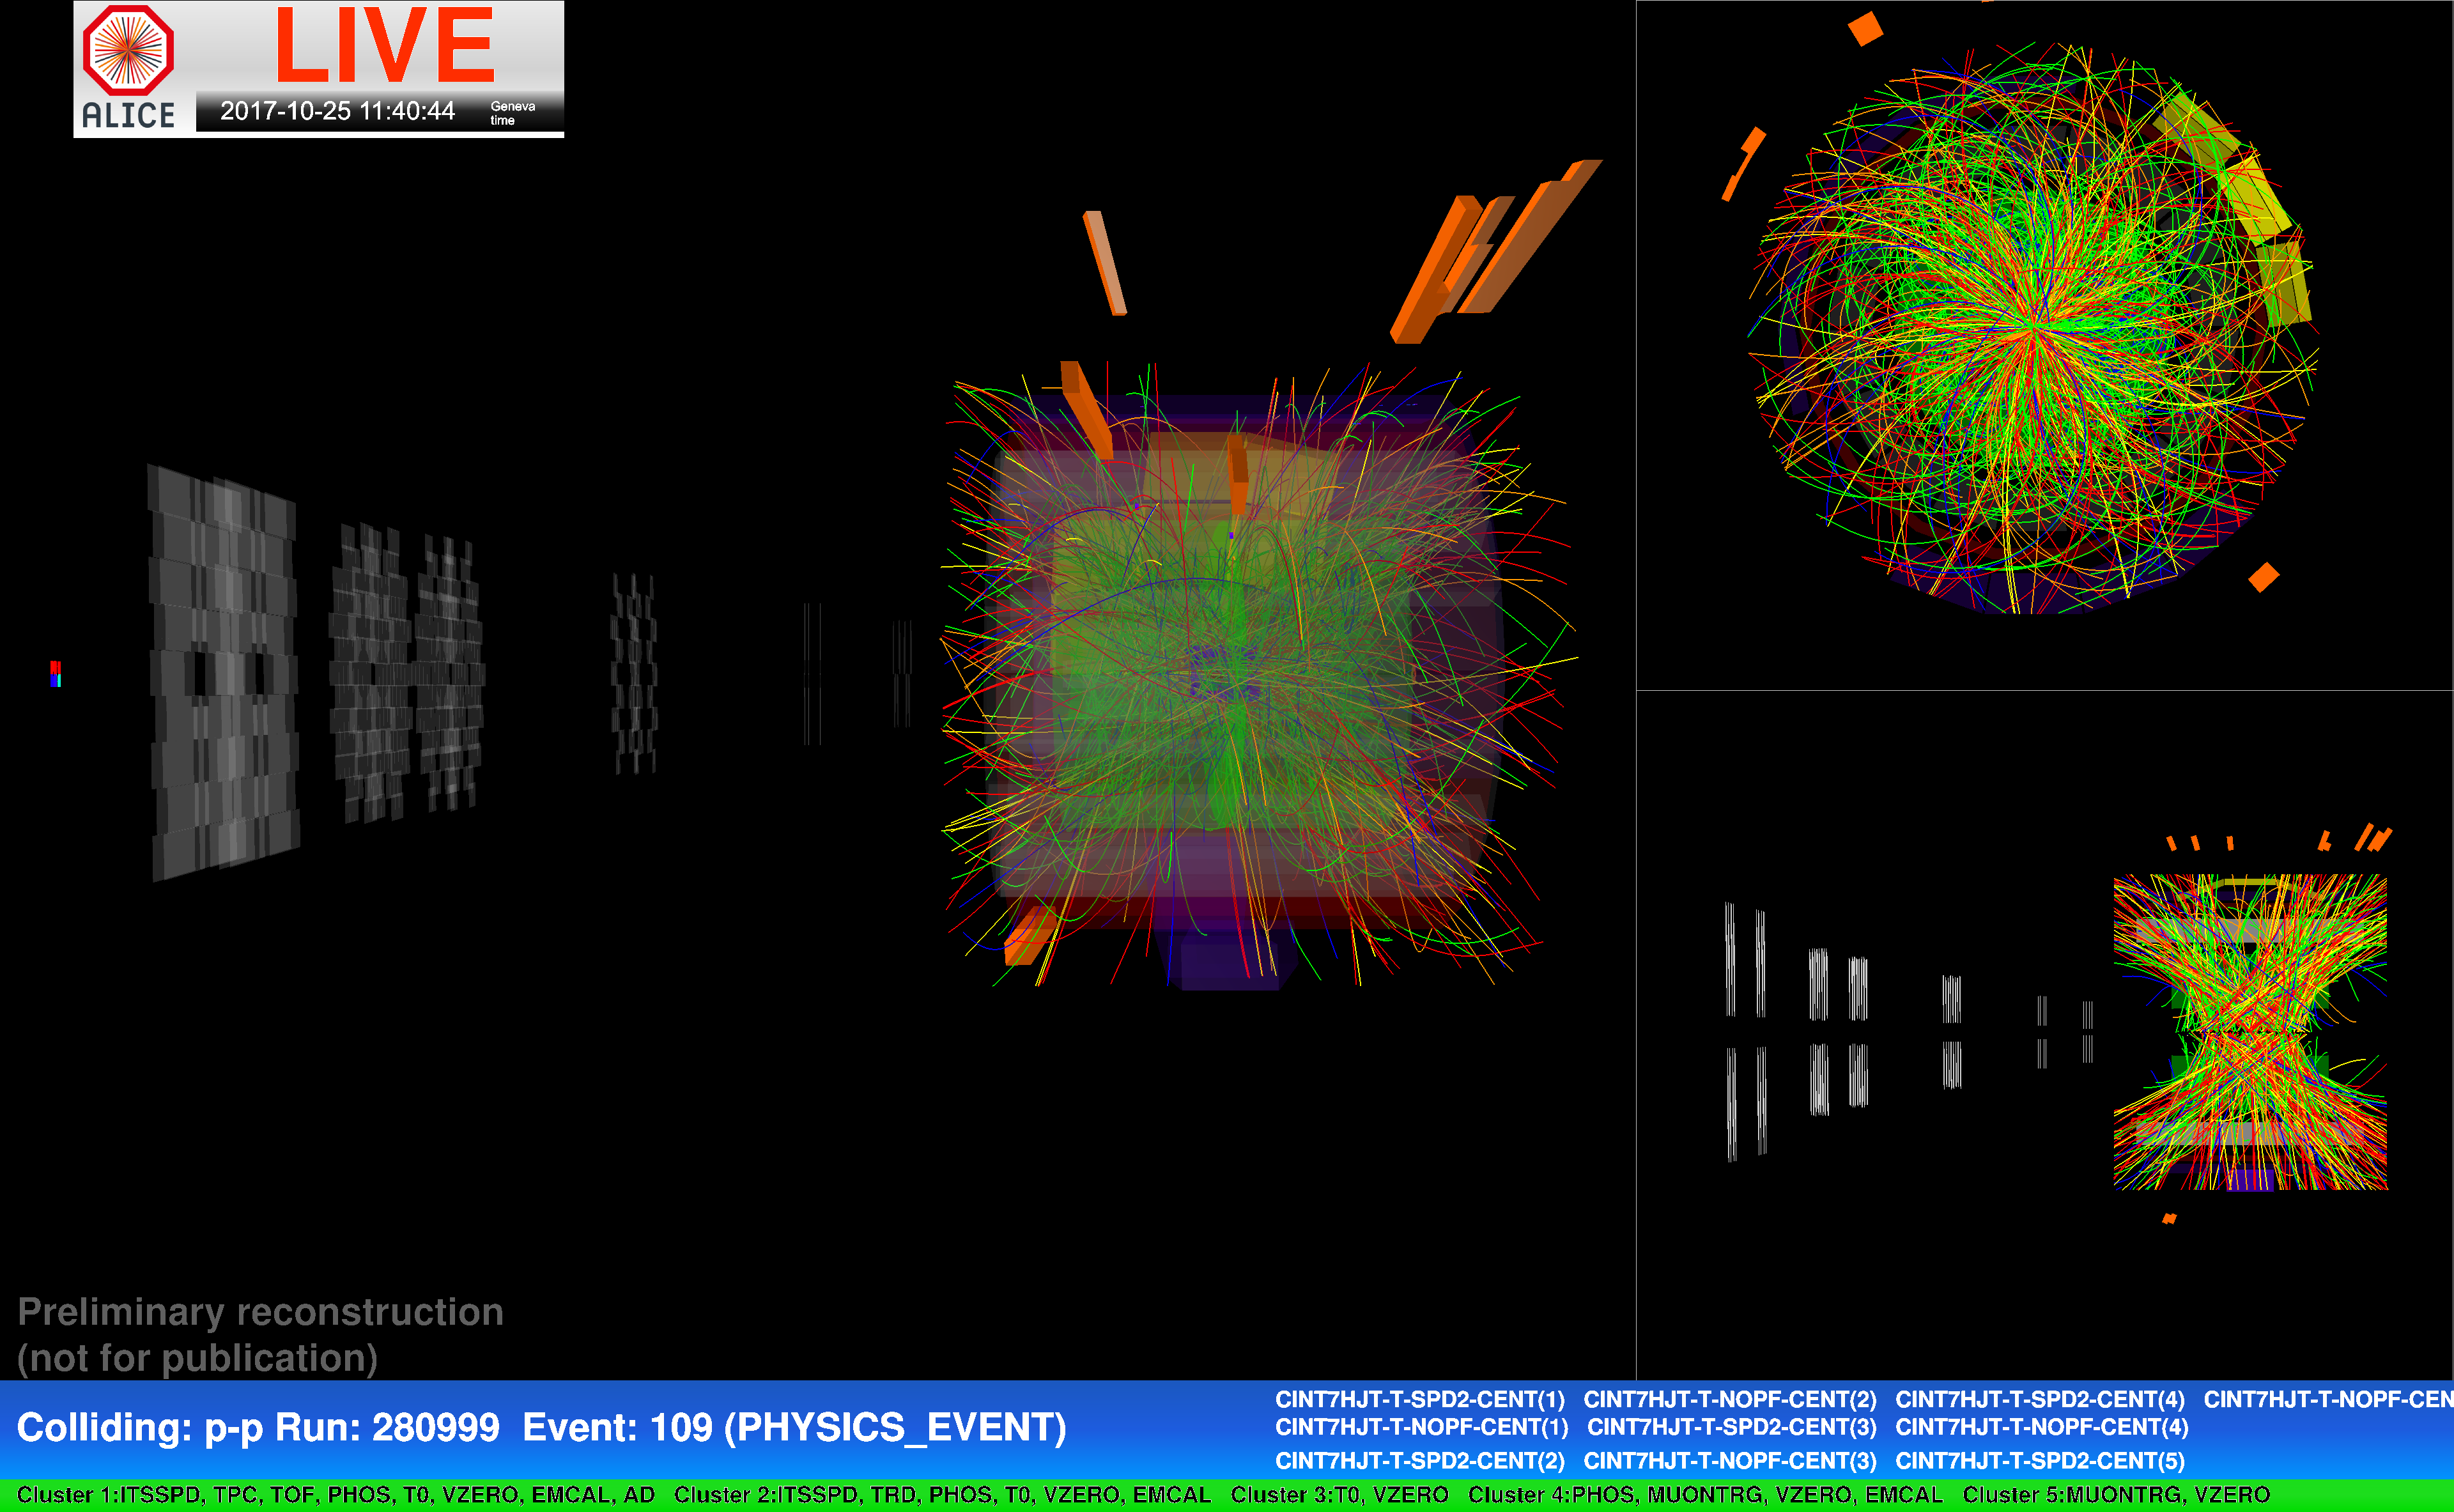 LIVE
ALICE
2017-10-25 11:40:44
Geneva
time
Preliminary reconstruction
(not for publication)
Colliding: p-p Run: 280999 Event: 109 (PHYSICS_EVENT)
CINT7HJT-T-SPD2-CENT(1) CINT7HJT-T-NOPF-CENT(2) CINT7HJT-T-SPD2-CENT(4) CINT7HJT-T-NOPF-CEN
CINT7HJT-T-NOPF-CENT(1) CINT7HJT-T-SPD2-CENT(3) CINT7HJT-T-NOPF-CENT(4)
CINT7HJT-T-SPD2-CENT(2) CINT7HJT-T-NOPF-CENT(3) CINT7HJT-T-SPD2-CENT(5)
Cluster 1:ITSSPD, TPC, TOF, PHOS, T0, VZERO, EMCAL, AD Cluster 2:ITSSPD, TRD, PHOS, T0, VZERO, EMCAL Cluster 3:T0, VZERO Cluster 4:PHOS, MUONTRG, VZERO, EMCAL Cluster 5:MUONTRG, VZERO